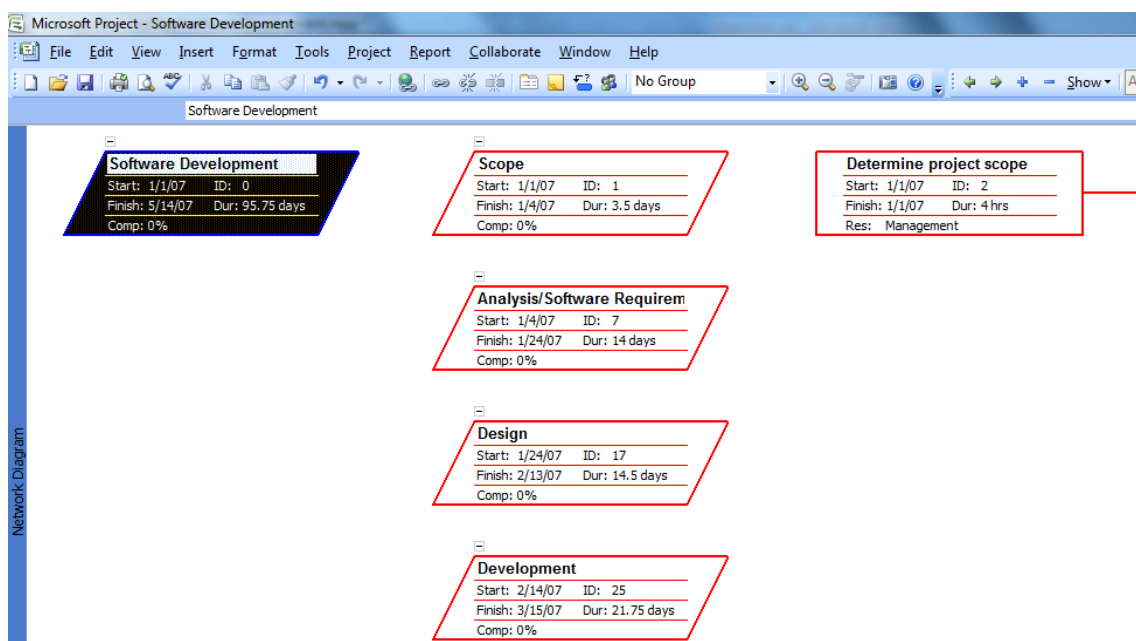 Microsoft Project - Software Development
File Edit View Insert Format Tools Project Report Collaborate Window Help
ABC No Group Show
Software Development
Software Development
Start: 1/1/07 ID: 0
Finish: 5/14/07 Dur: 95.75 days
Comp: 0%
Scope
Start: 1/1/07 ID: 1
Finish: 1/4/07 Dur: 3.5 days
Comp: 0%
Determine project scope
Start: 1/1/07 ID: 2
Finish: 1/1/07 Dur: 4 hrs
Res: Management
Analysis/Software Requirem
Start: 1/4/07 ID: 7
Finish: 1/24/07 Dur: 14 days
Comp: 0%
Design
Start: 1/24/07 ID: 17
Finish: 2/13/07 Dur: 14.5 days
Comp: 0%
Development
Start: 2/14/07 ID: 25
Finish: 3/15/07 Dur: 21.75 days
Comp: 0%
Network Diagram